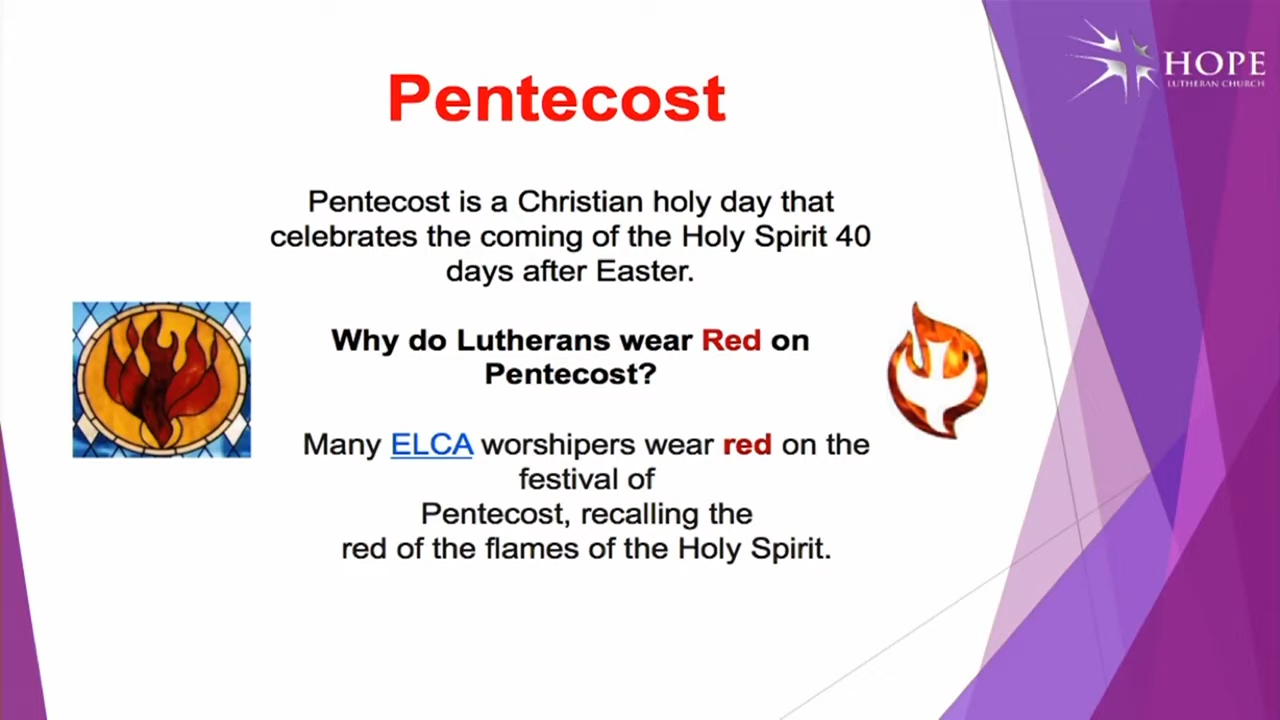 HOPE
LUTHERAN CHURCH
Pentecost
Pentecost is a Christian holy day that
celebrates the coming of the Holy Spirit 40
days after Easter.
Why do Lutherans wear Red on
Pentecost?
Many ELCA worshipers wear red on the
festival of
Pentecost, recalling the
red of the flames of the Holy Spirit.